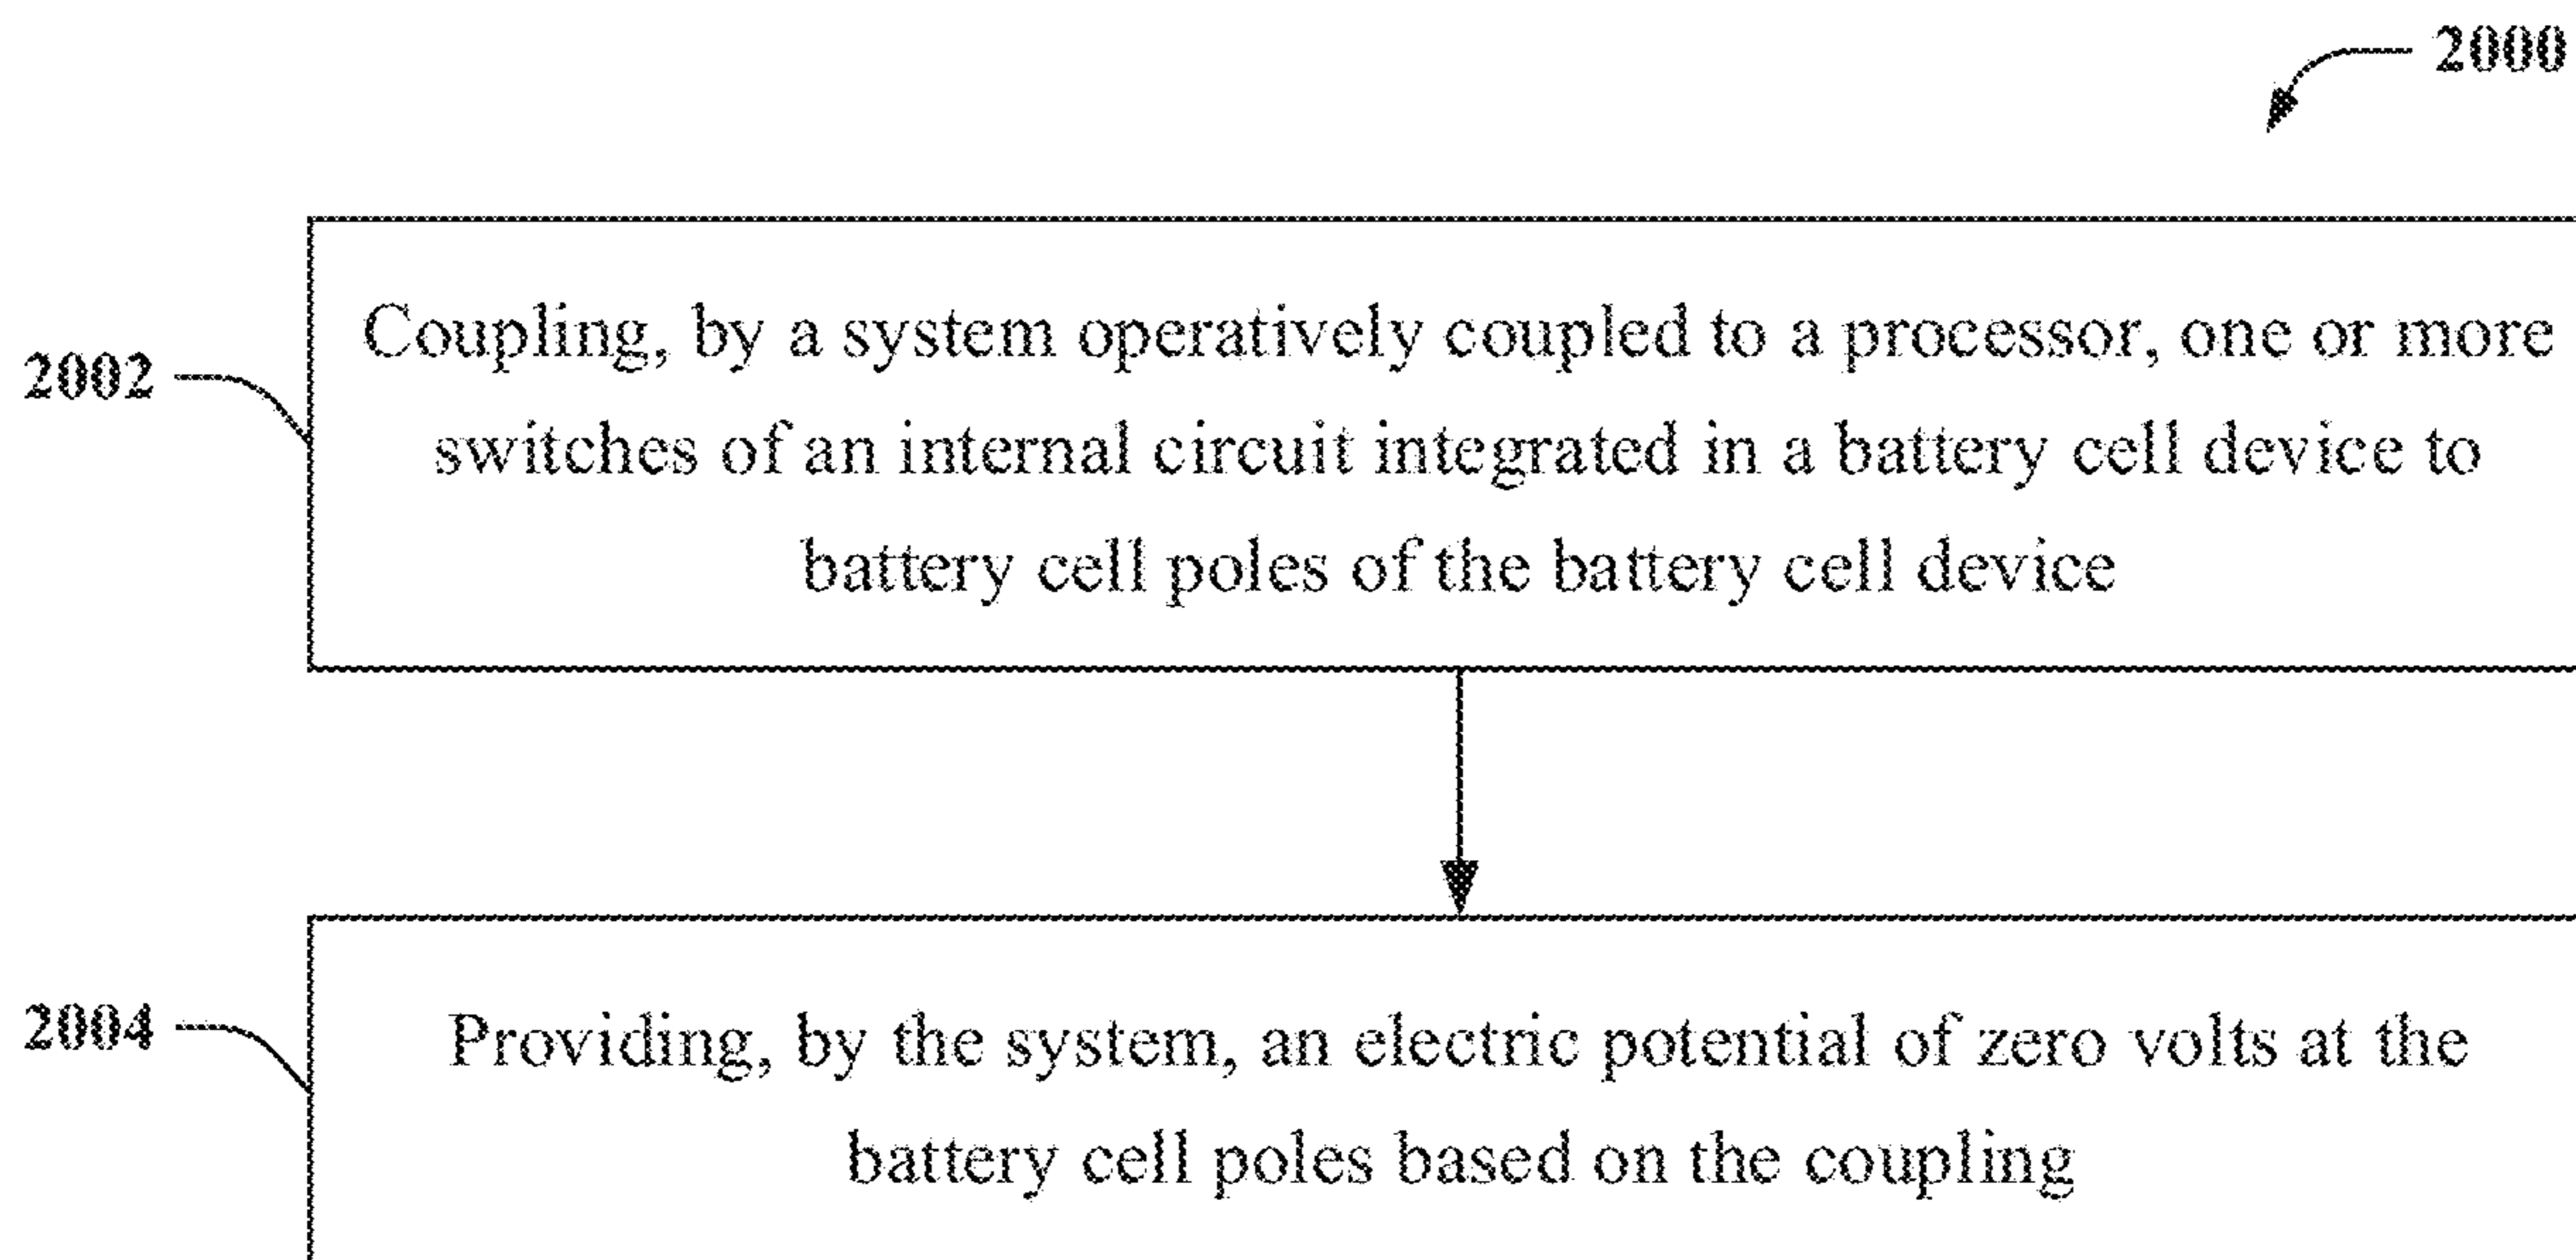 2000
2002
Coupling, by a system operatively coupled to a processor, one or more
switches of an internal circuit integrated in a battery cell device to
battery cell poles of the battery cell device
2004
Providing, by the system, an electric potential of zero volts at the
battery cell poles based on the coupling